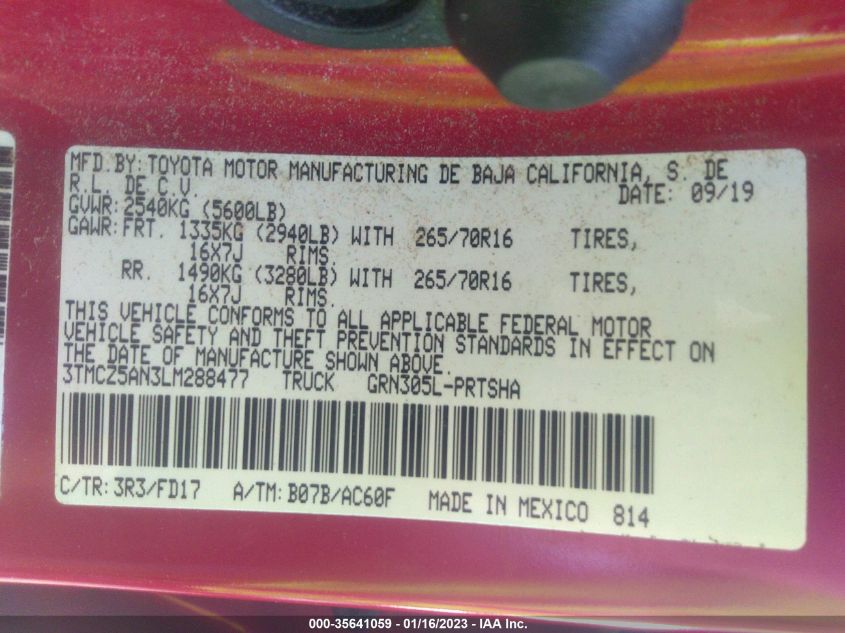 MFD.BY: TOYOTA MOTOR MANUFACTURING DE BAJA CALIFORNIA, S. DE
R.L. DE C.V. DATE: 09/19
GVWR: 2540KG (5600LB)
GAWR: FRT. 1335KG (2940LB) WITH 265/70R16 TIRES,
16X7J RIMS
RR. 1490KG (3280LB) WITH 265/70R16 TIRES,
16X7J RIMS.
THIS VEHICLE CONFORMS TO ALL APPLICABLE FEDERAL MOTOR
VEHICLE SAFETY AND THEFT PREVENTION STANDARDS IN EFFECT ON
THE DATE OF MANUFACTURE SHOWN ABOVE.
3TMCZ5AN3LM288477 TRUCK GRN305L-PRTSHA
C/TR: 3R3/FD17 A/TM: B07B/AC60F MADE IN MEXICO 814
000-35641059 - 01/16/2023 - IAA Inc.